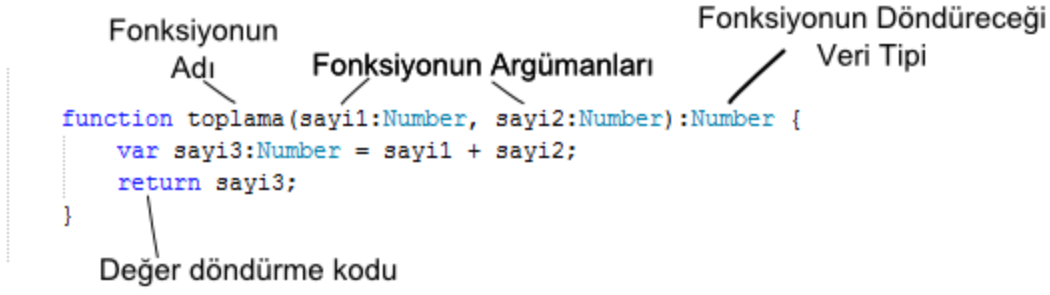 Fonksiyonun Döndüreceği
Veri Tipi
Fonksiyonun
Adı
Fonksiyonun Argümanları
function toplama(sayi1:Number, sayi2:Number):Number {
var sayi3:Number = sayi1 + sayi2;
return sayi3;
}
Değer döndürme kodu